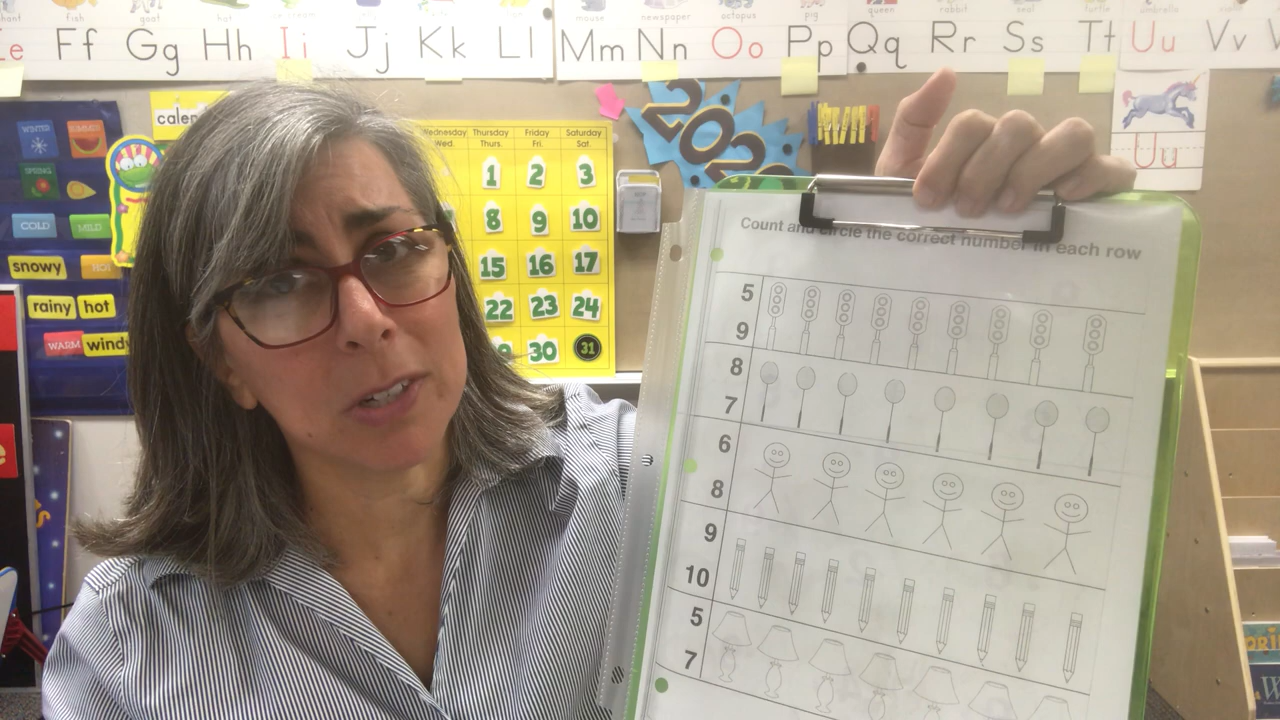 fish
goat
hat
mouse
newspaper
octopus
pig
queen
rabbit
turtle
umbrella
Ff Gg Hh Ii Jj Kk Ll Mm Nn Oo Pp Qq Rr Ss Tt Uu Vv
Uu
WINTER
SUMMER
SPRING
COLD
MILD
snowy
HOT
rainy
hot
WARM
windy
Wednesday Thursday Friday Saturday
Wed. Thurs. Fri. Sat.
1 2 3
8 9 10
15 16 17
22 23 24
30 31
Count and circle the correct number in each row
5
9
8
7
6
8
9
10
5
7